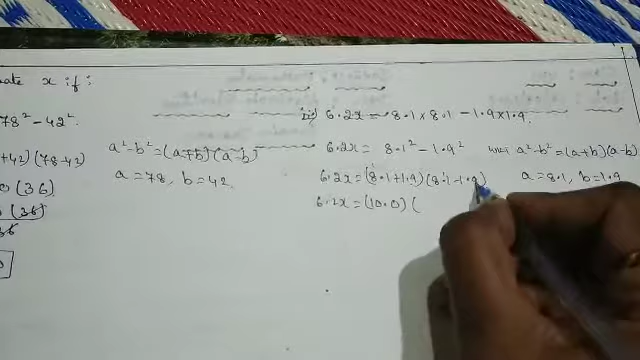 ate x if:
78² - 42²
+42) (78-42)
(36)
a² - b² = (a+b) (a-b)
a = 78, b = 42.
iii) 6.2x = 8.1 × 8.1 - 1.9 × 1.9.
6.2x = 8.1² - 1.9²
a² - b² = (a+b) (a-b)
6.2x = (8.1+1.9) (8.1-1.9)
a = 8.1, b = 1.9
6.2x = (10.0) (